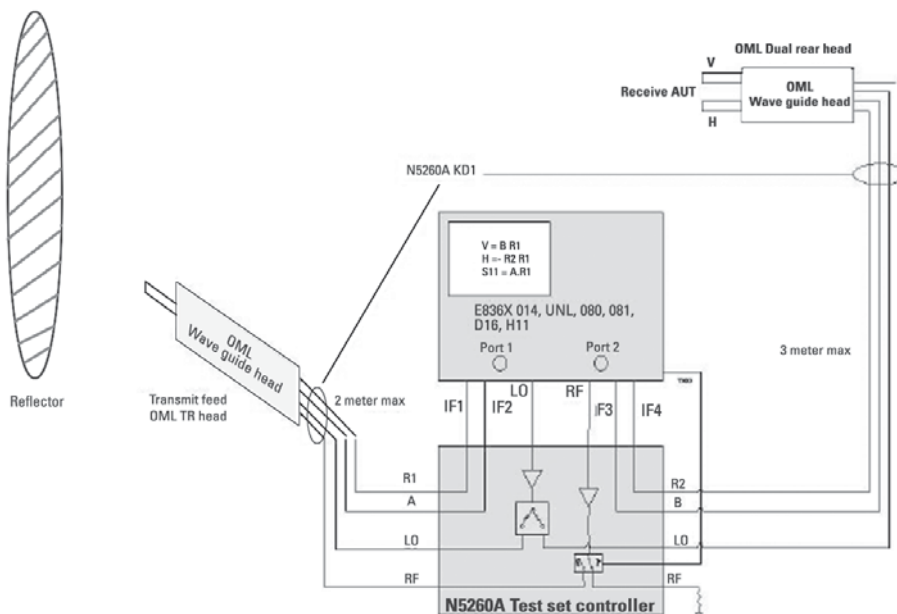 OML Dual rear head
V
OML
Wave guide head
Receive AUT
H
N5260A KD1
V = B R1
H =- R2 R1
S11 = A.R1
E836X 014, UNL, 080, 081,
D16, H11
Port 1
Port 2
3 meter max
OML
Wave guide head
Reflector
Transmit feed
OML TR head
2 meter max
IF1
IF2
LO
RF
IF3
IF4
R1
R2
A
B
LO
LO
RF
RF
N5260A Test set controller